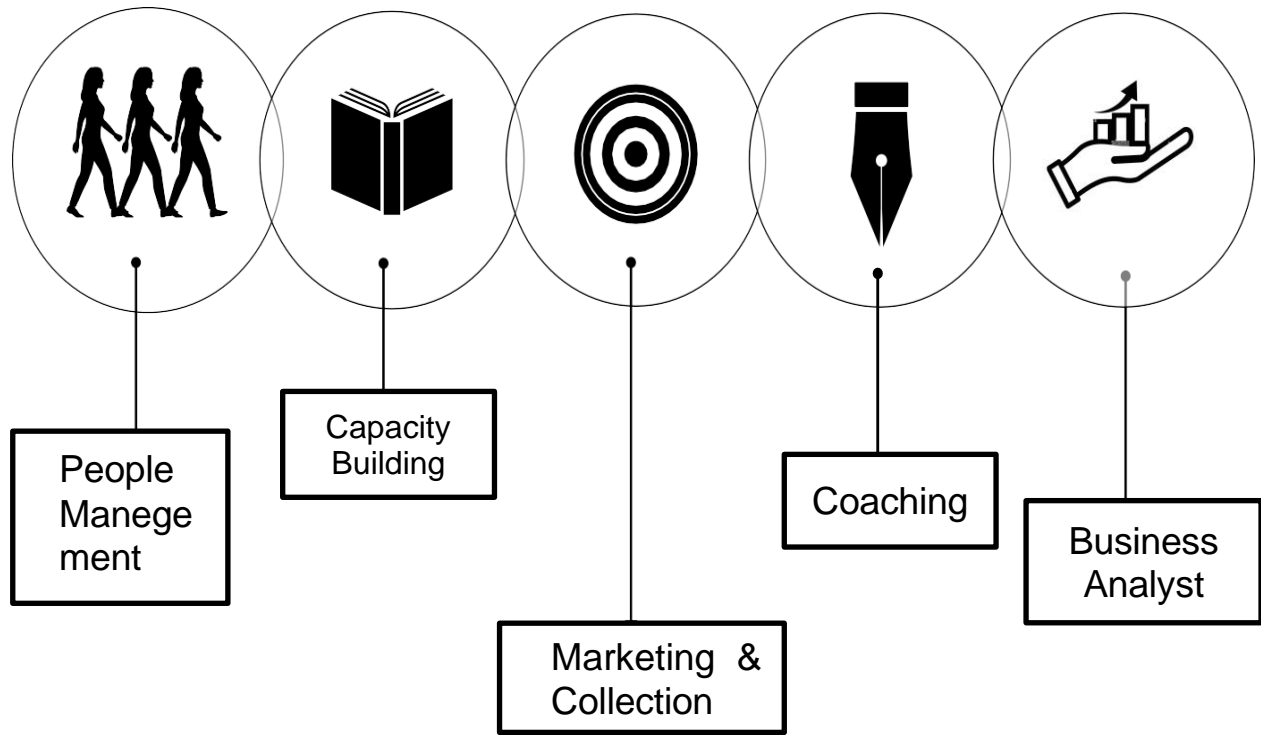 People
Manege
ment
Capacity
Building
Marketing &
Collection
Coaching
Business
Analyst